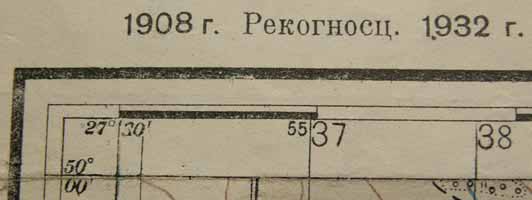 1908 г. Рекогносц. 1932 г.
27° 30' 55 37 38
50°
00'